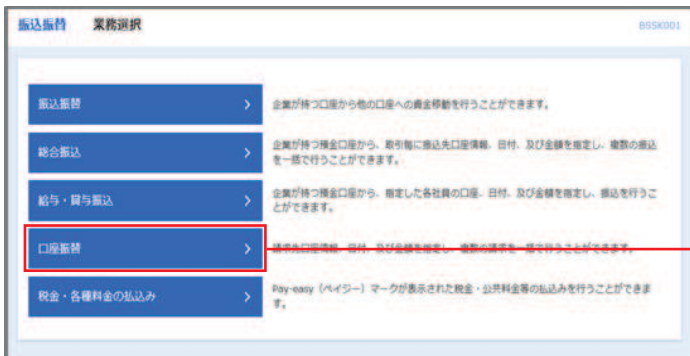 振込振替 業務選択 BSSK001
振込振替 企業が持つ口座から他の口座への資金移動を行うことができます。
総合振込 企業が持つ預金口座から、取引毎に振込先口座情報、日付、及び金額を指定し、複数の振込
を一括で行うことができます。
給与・賞与振込 企業が持つ預金口座から、指定した各社員の口座、日付、及び金額を指定し、振込を行うこ
とができます。
口座振替 請求先口座情報、日付、及び金額を指定し、複数の請求を一括で行うことができます。
税金・各種料金の払込み Pay-easy（ペイジー）マークが表示された税金・公共料金等の払込みを行うことができま
す。